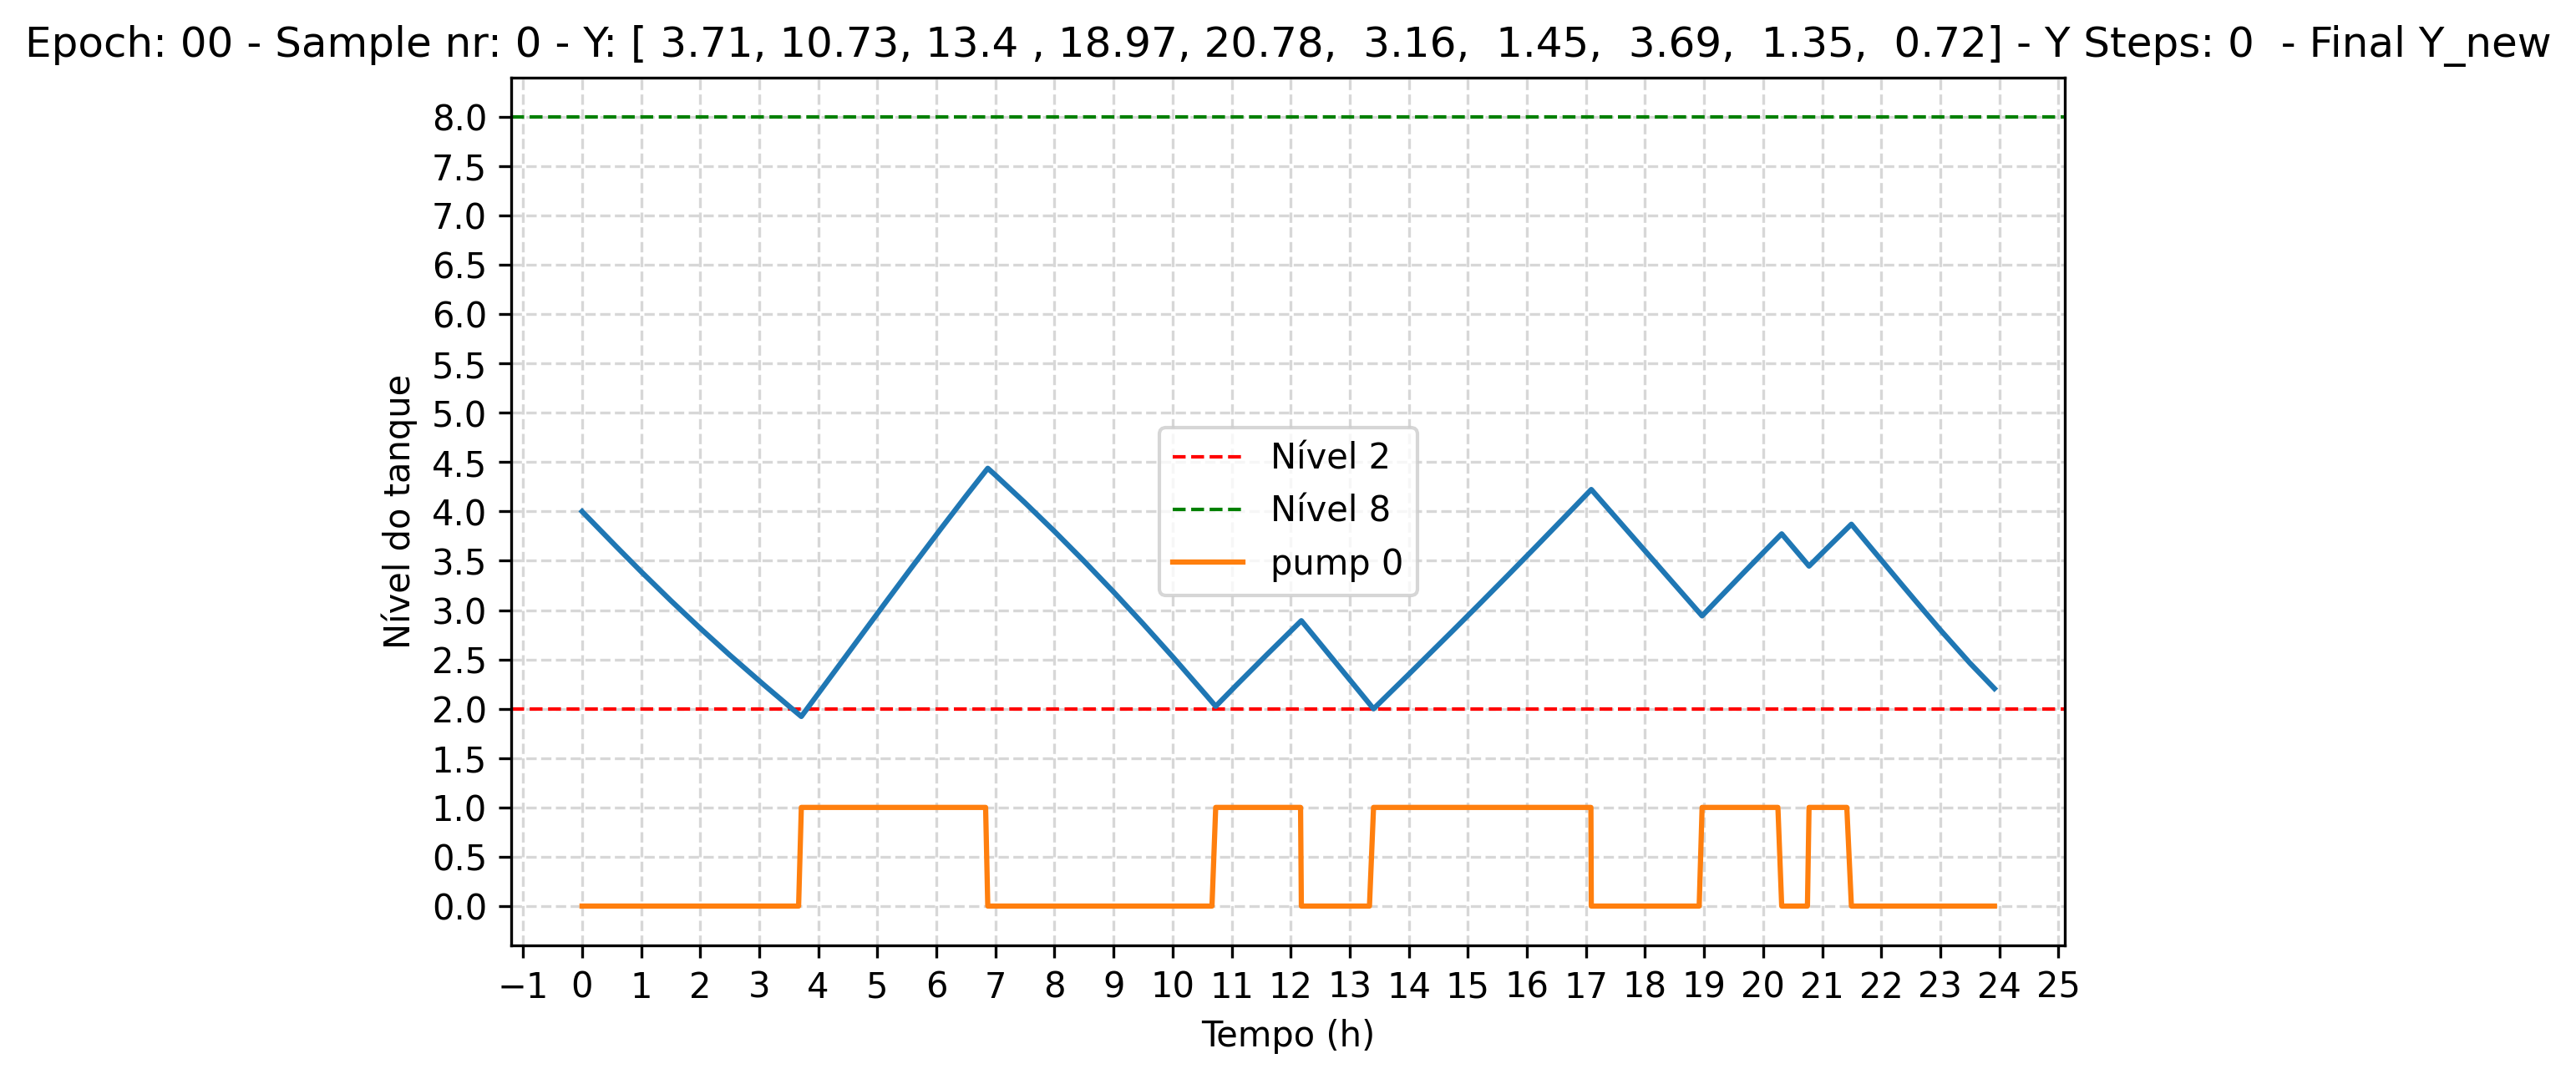 Epoch: 00 - Sample nr: 0 - Y: [ 3.71, 10.73, 13.4 , 18.97, 20.78,  3.16,  1.45,  3.69,  1.35,  0.72] - Y Steps: 0  - Final Y_new
8.0
7.5
7.0
6.5
6.0
5.5
5.0
4.5
4.0
3.5
3.0
2.5
2.0
1.5
1.0
0.5
0.0
Nível do tanque
Nível 2
Nível 8
pump 0
−1 0 1 2 3 4 5 6 7 8 9 10 11 12 13 14 15 16 17 18 19 20 21 22 23 24 25
Tempo (h)